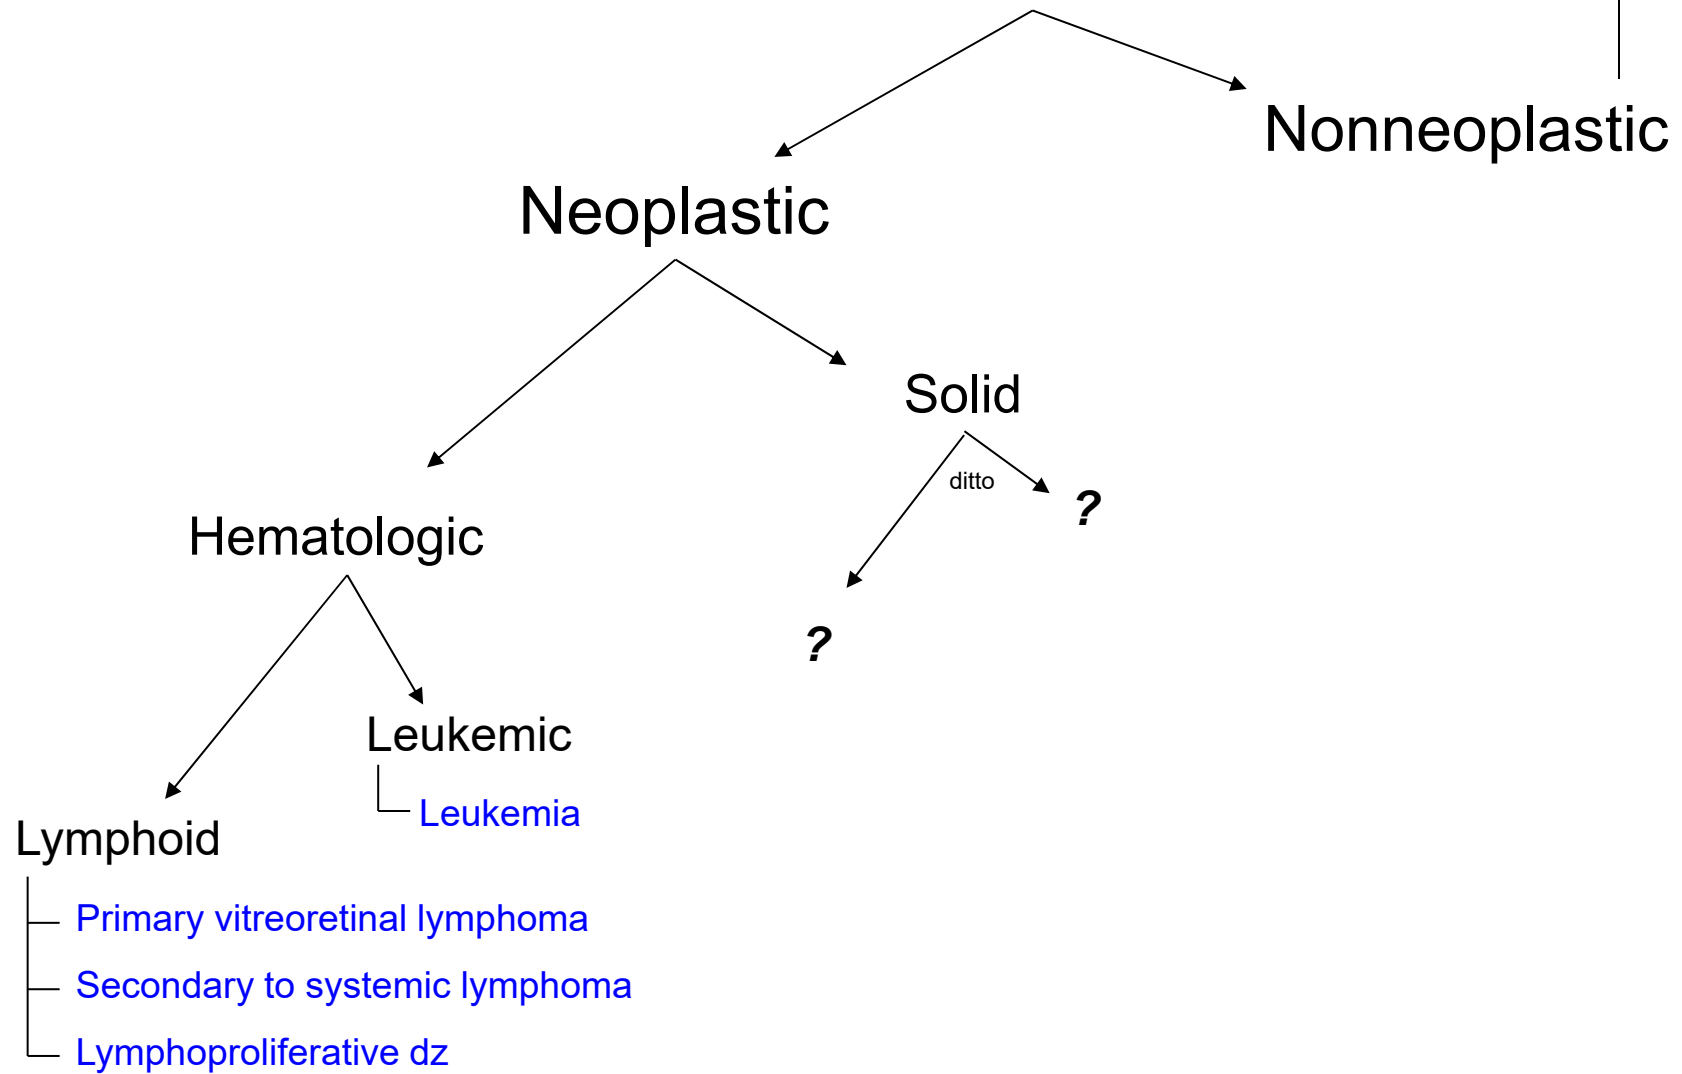 Nonneoplastic
Neoplastic
Solid
ditto
?
Hematologic
?
Leukemic
Leukemia
Lymphoid
Primary vitreoretinal lymphoma
Secondary to systemic lymphoma
Lymphoproliferative dz